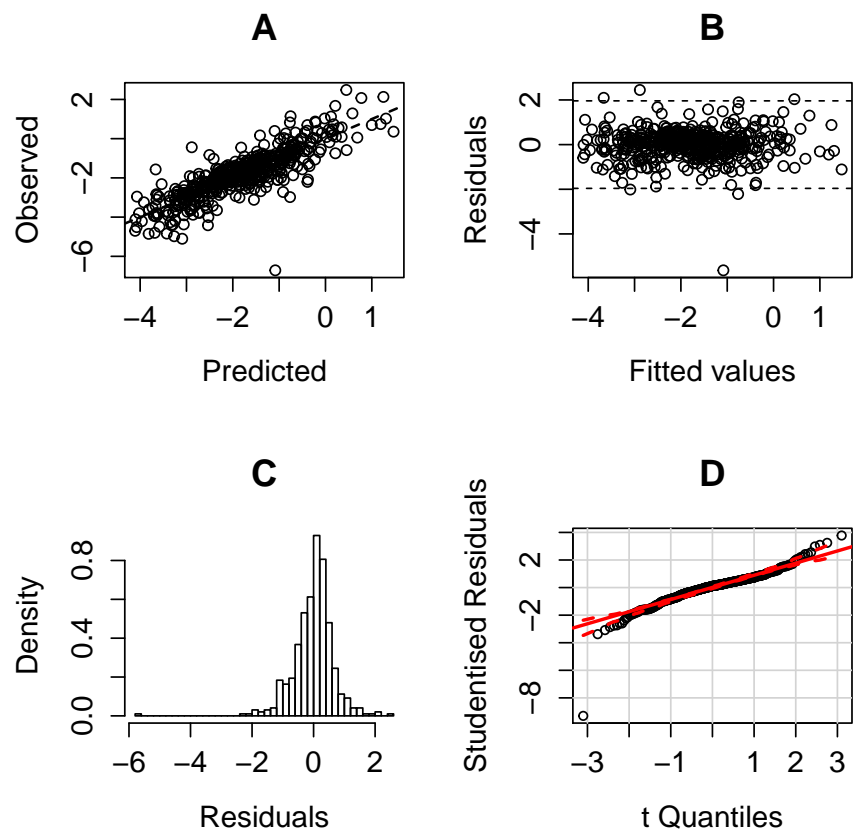 A
Observed
2
−2
−6
−4 −2 0 1
Predicted
B
Residuals
2
0
−4
−4 −3 −2 −1 0 1
Fitted values
C
Density
0.8
0.4
0.0
−6 −4 −2 0 2
Residuals
D
Studentised Residuals
2
−2
−8
−3 −1 1 2 3
t Quantiles